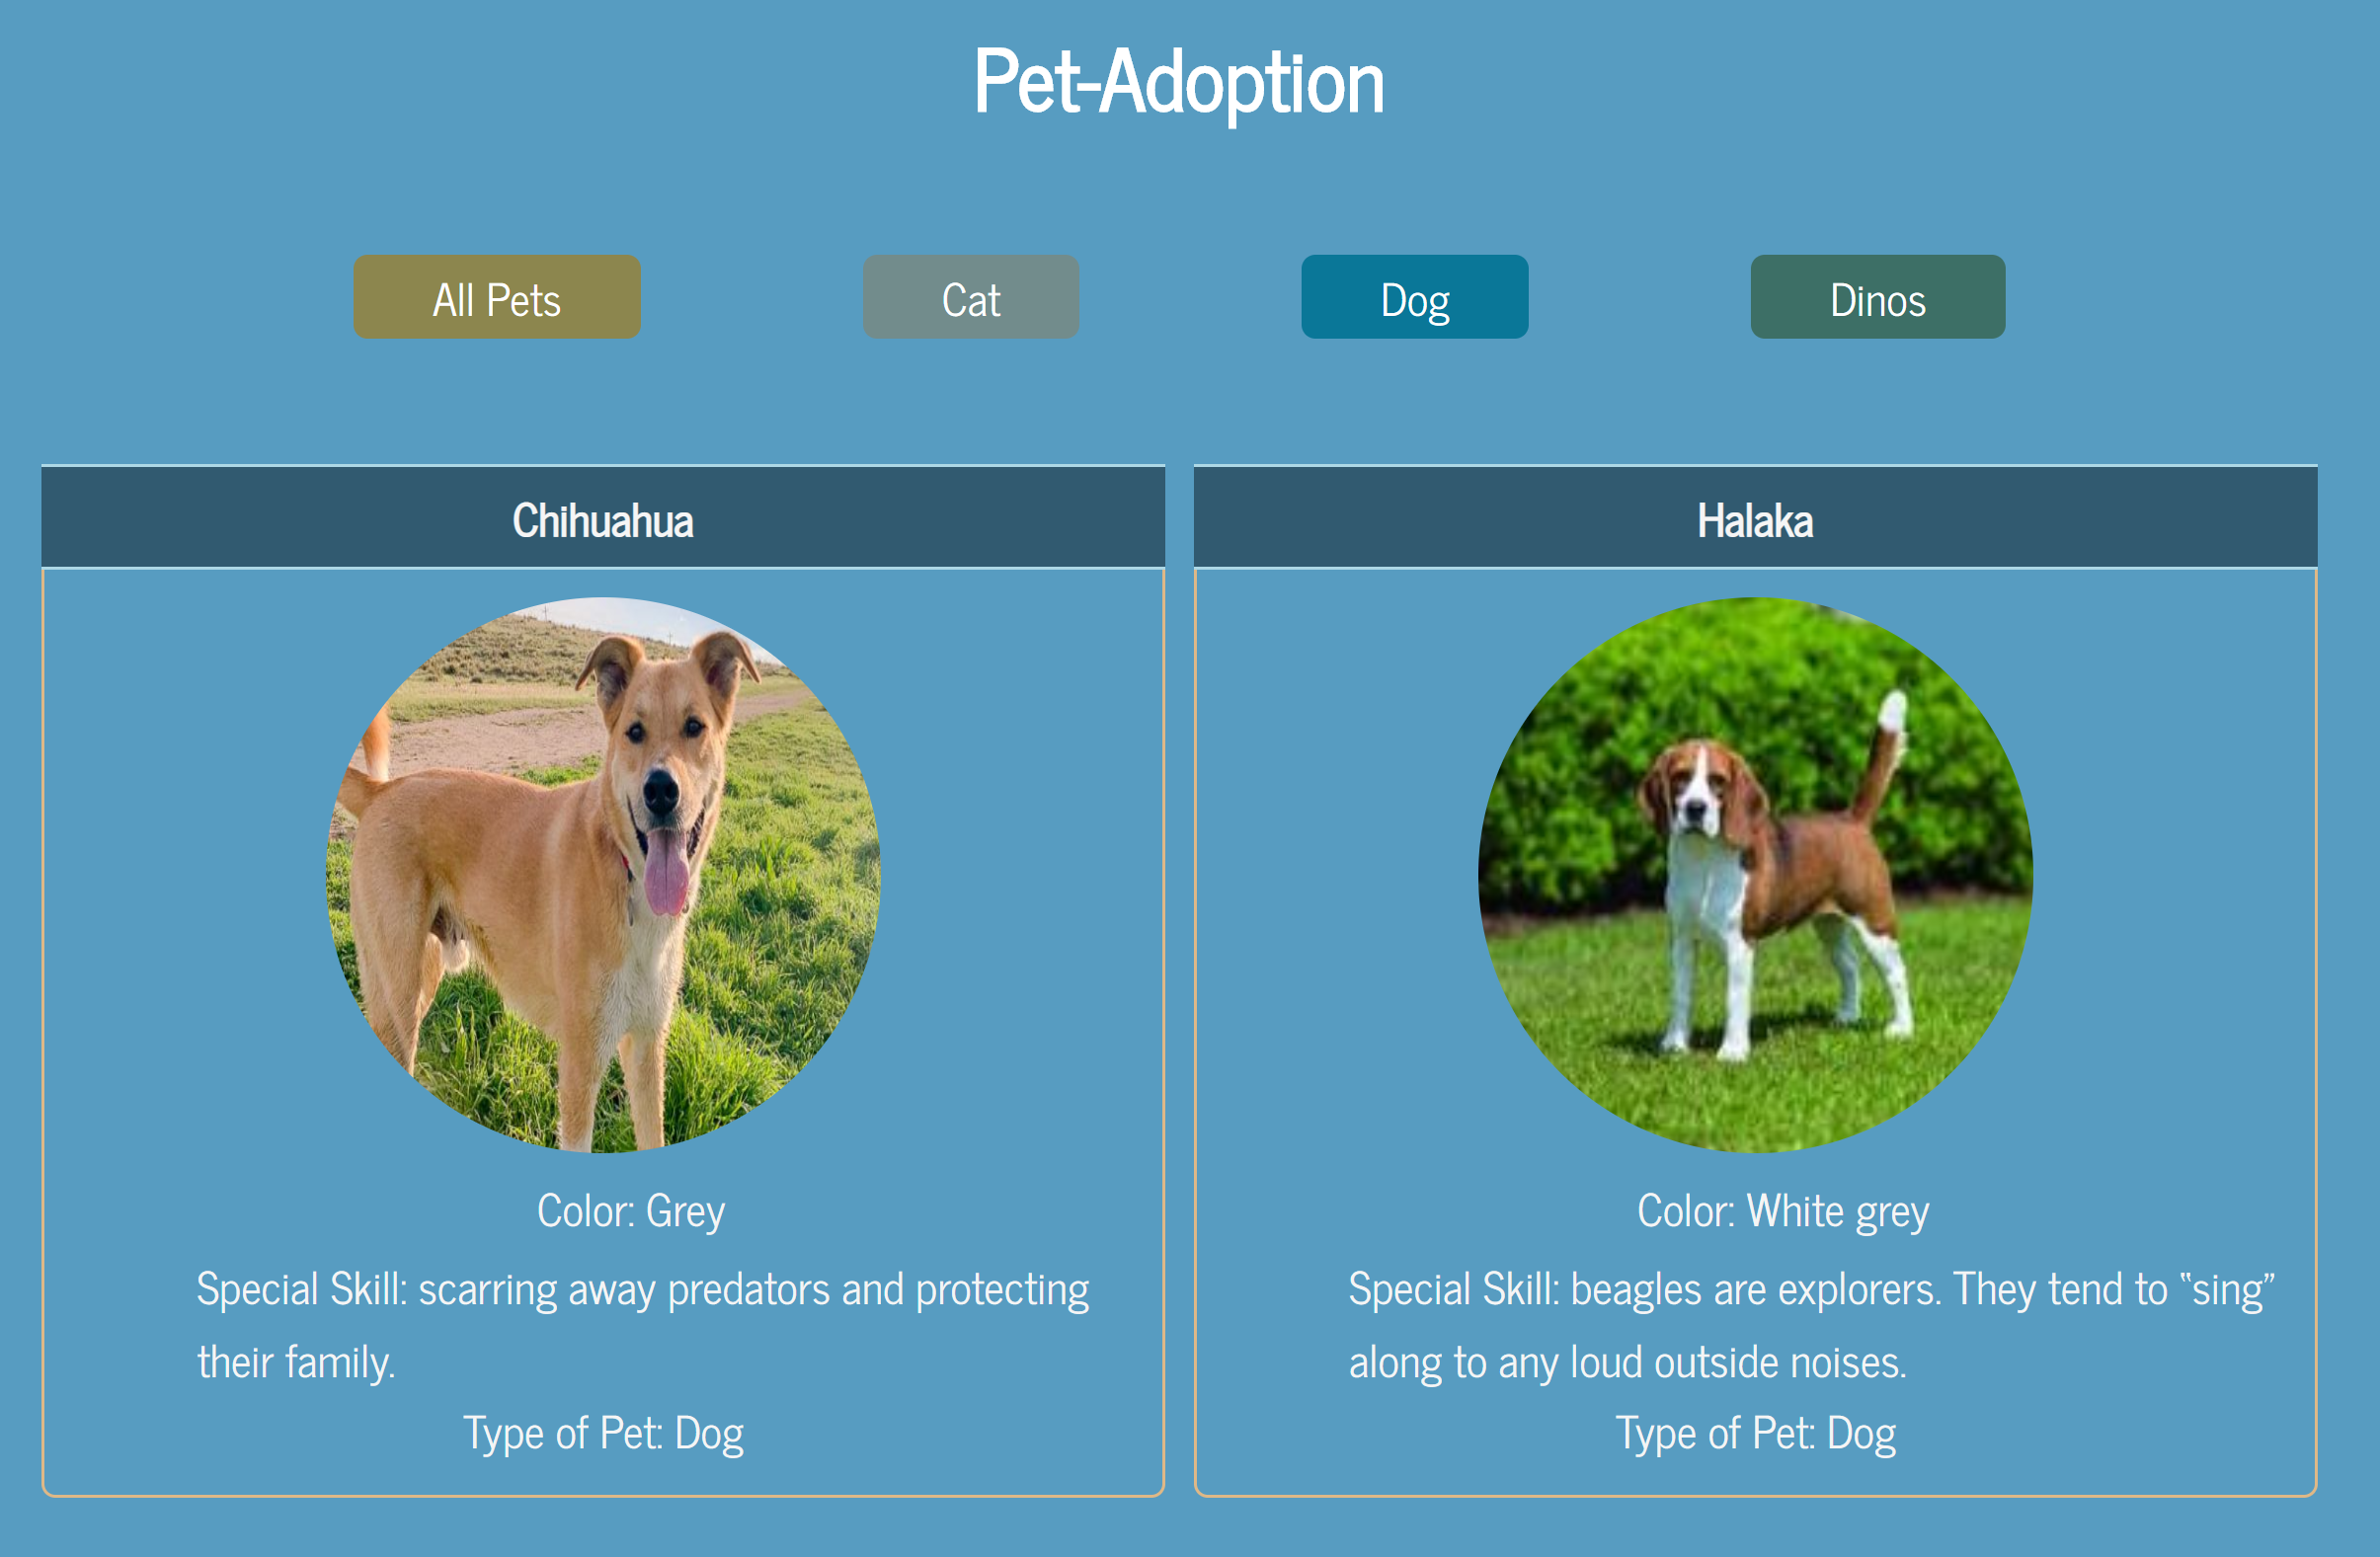 Pet-Adoption
All Pets
Cat
Dog
Dinos
Chihuahua
Halaka
Color: Grey
Special Skill: scarring away predators and protecting
their family.
Type of Pet: Dog
Color: White grey
Special Skill: beagles are explorers. They tend to “sing”
along to any loud outside noises.
Type of Pet: Dog